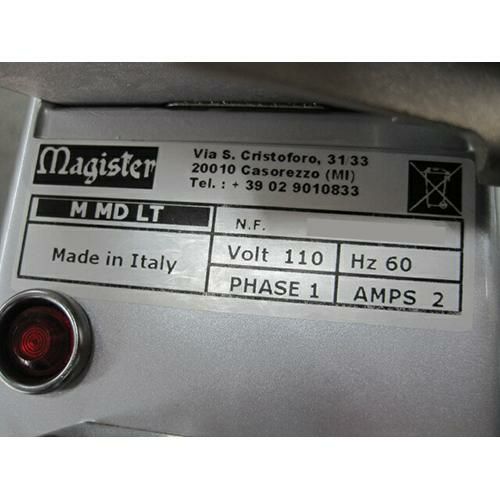 Magister
Via S. Cristoforo, 31/33
20010 Casorezzo (MI)
Tel. : + 39 02 9010833
M MD LT
N.F.
Made in Italy
Volt 110
Hz 60
PHASE 1
AMPS 2